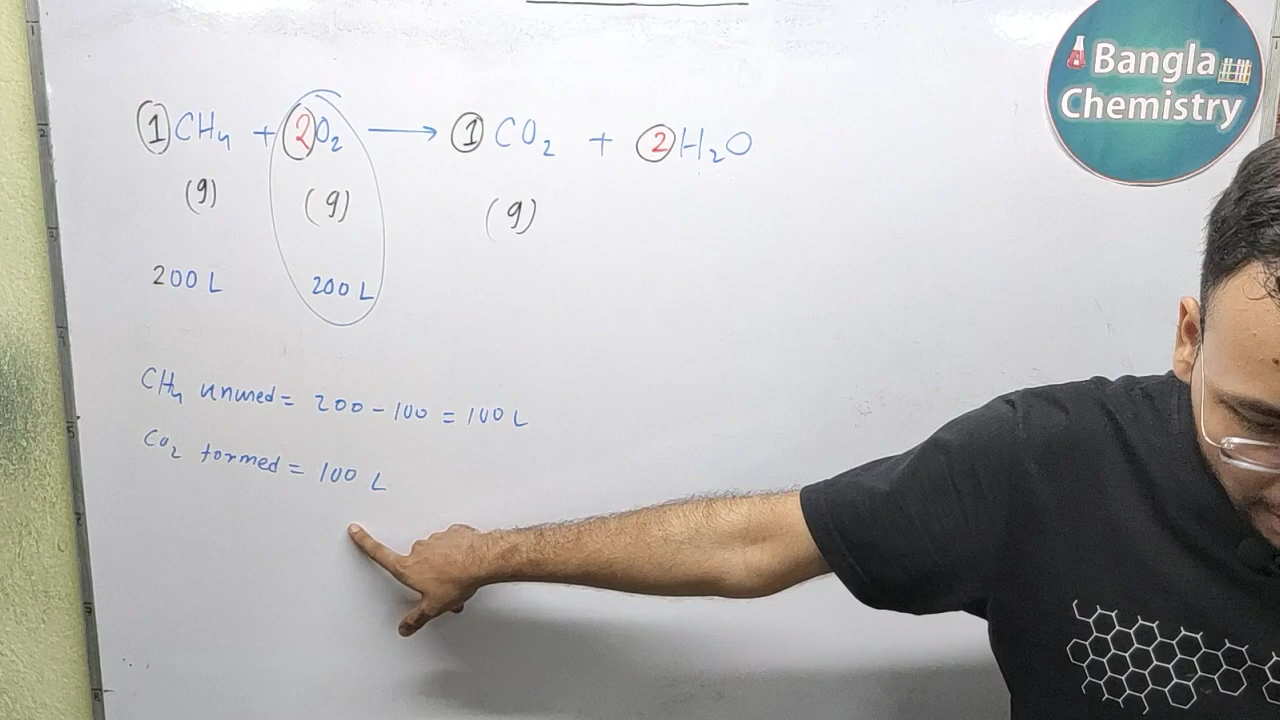 Bangla
Chemistry
1 CH4 + 2 O2 → 1 CO2 + 2 H2O
(g) (g) (g)
200 L 200 L
CH4 unused = 200 - 100 = 100 L
CO2 formed = 100 L